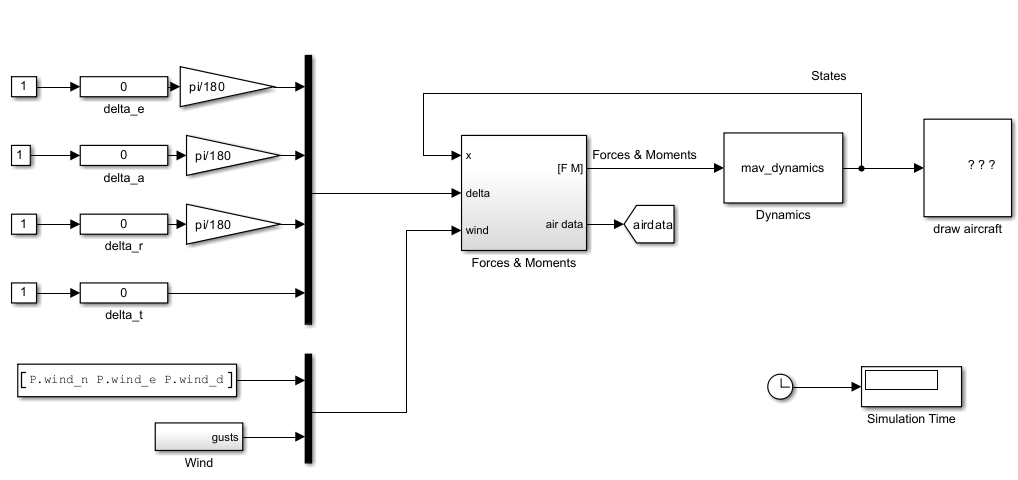 States
1
0
pi/180
delta_e
1
0
pi/180
delta_a
1
0
pi/180
delta_r
1
0
delta_t
x
delta
wind
[F M]
air data
Forces & Moments
Forces & Moments
airdata
mav_dynamics
Dynamics
? ? ?
draw aircraft
[P.wind_n P.wind_e P.wind_d]
gusts
Wind
Simulation Time